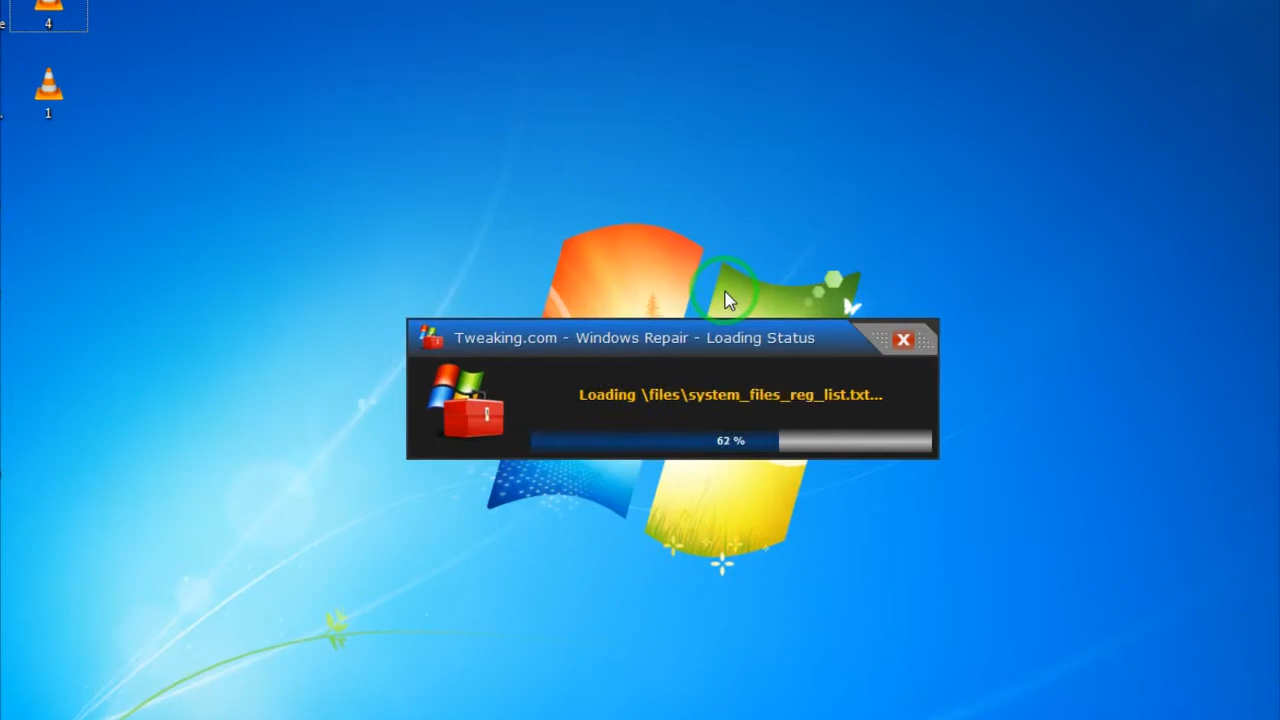 4
1
Tweaking.com - Windows Repair - Loading Status
Loading \files\system_files_reg_list.txt...
62 %